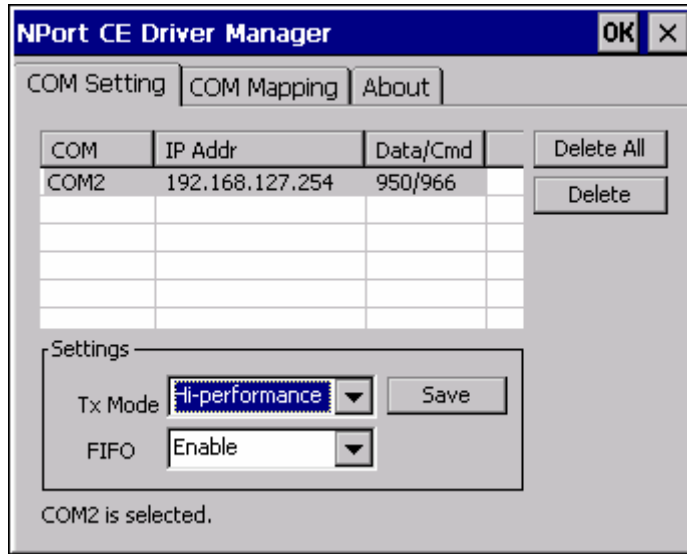 NPort CE Driver Manager OK ×
COM Setting COM Mapping About
COM IP Addr Data/Cmd Delete All
COM2 192.168.127.254 950/966
Delete
Settings
Tx Mode Hi-performance Save
FIFO Enable
COM2 is selected.